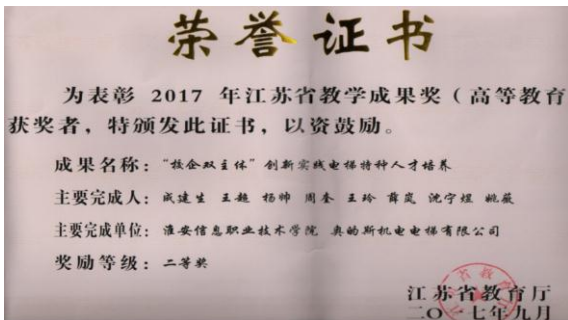 荣誉证书
为表彰 2017 年江苏省教学成果奖（高等教育
获奖者，特颁发此证书，以资鼓励。
成果名称：“校企双主体”创新实践电梯特种人才培养
主要完成人：成建生 王超 杨帅 周奎 王玲 薛岚 沈宁煜 姚薇
主要完成单位：淮安信息职业技术学院 奥的斯机电电梯有限公司
奖励等级：二等奖
江苏省教育厅
二〇一七年九月